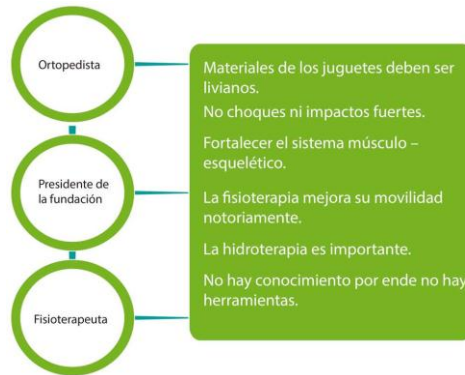 Ortopedista
Presidente de
la fundación
Fisioterapeuta
Materiales de los juguetes deben ser
livianos.
No choques ni impactos fuertes.
Fortalecer el sistema músculo –
esquelético.
La fisioterapia mejora su movilidad
notoriamente.
La hidroterapia es importante.
No hay conocimiento por ende no hay
herramientas.